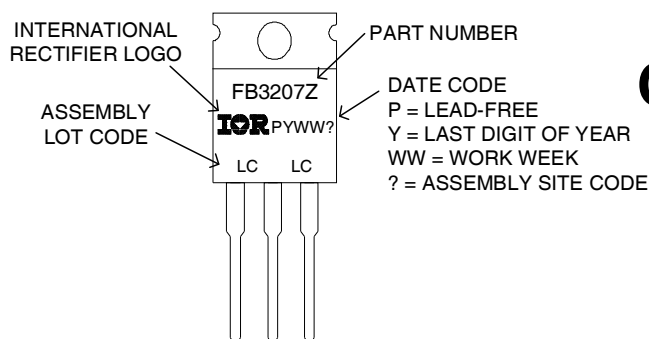 INTERNATIONAL
RECTIFIER LOGO
PART NUMBER
FB3207Z
IOR PYWW?
ASSEMBLY
LOT CODE
LC LC
DATE CODE
P = LEAD-FREE
Y = LAST DIGIT OF YEAR
WW = WORK WEEK
? = ASSEMBLY SITE CODE